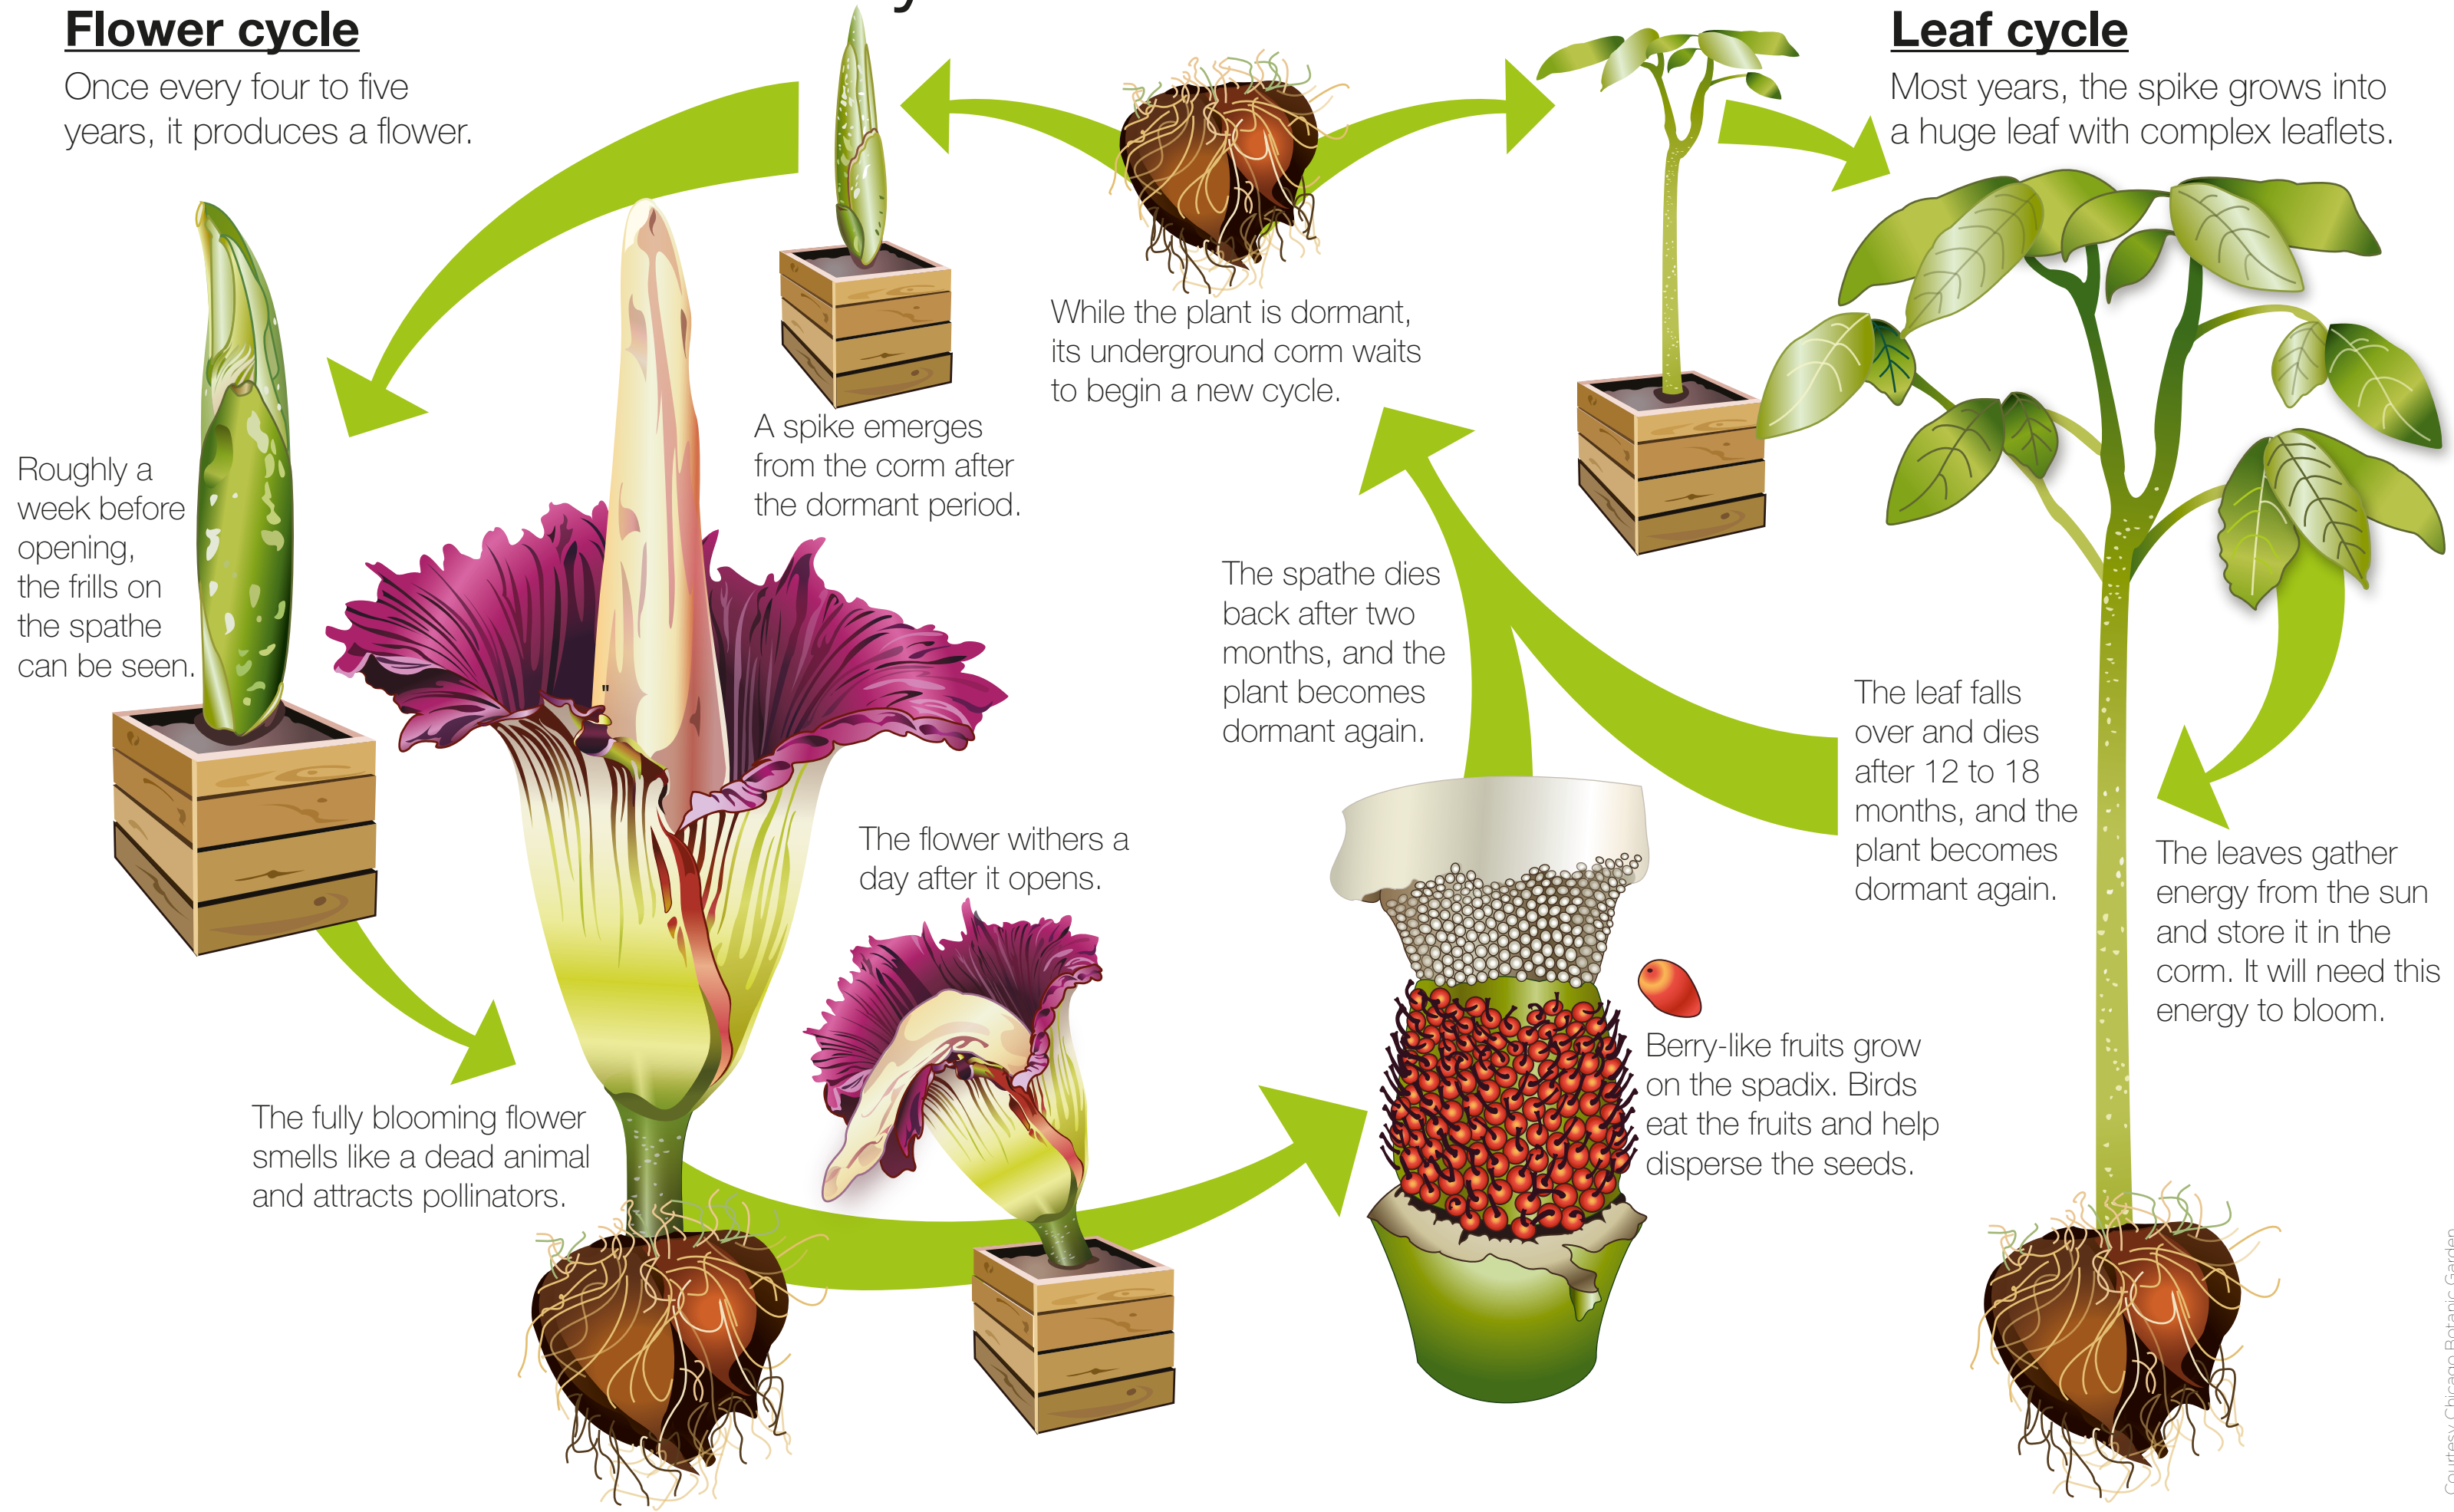 Flower cycle
Once every four to five
years, it produces a flower.
Leaf cycle
Most years, the spike grows into
a huge leaf with complex leaflets.
While the plant is dormant,
its underground corm waits
to begin a new cycle.
A spike emerges
from the corm after
the dormant period.
Roughly a
week before
opening,
the frills on
the spathe
can be seen.
The fully blooming flower
smells like a dead animal
and attracts pollinators.
The flower withers a
day after it opens.
Berry-like fruits grow
on the spadix. Birds
eat the fruits and help
disperse the seeds.
The spathe dies
back after two
months, and the
plant becomes
dormant again.
The leaves gather
energy from the sun
and store it in the
corm. It will need this
energy to bloom.
The leaf falls
over and dies
after 12 to 18
months, and the
plant becomes
dormant again.
Courtesy Chicago Botanic Garden